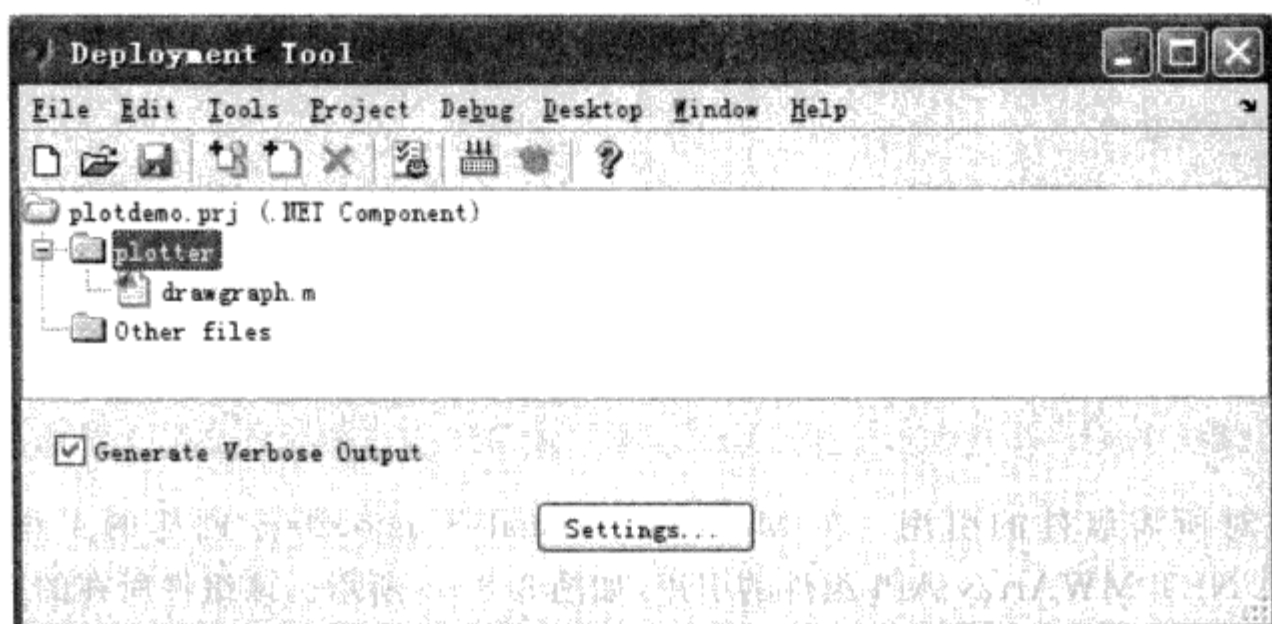 Deployment Tool
File Edit Tools Project Debug Desktop Window Help
plotdemo.prj (.NET Component)
plotter
drawgraph.m
Other files
Generate Verbose Output
Settings...